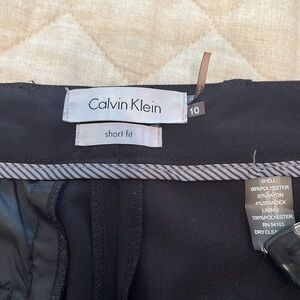 Calvin Klein
10
short fit
SHELL
66%POLYESTER
30%RAYON
4%SPANDEX
LINING
100%POLYESTER
RN 54163
DRY CLEAN